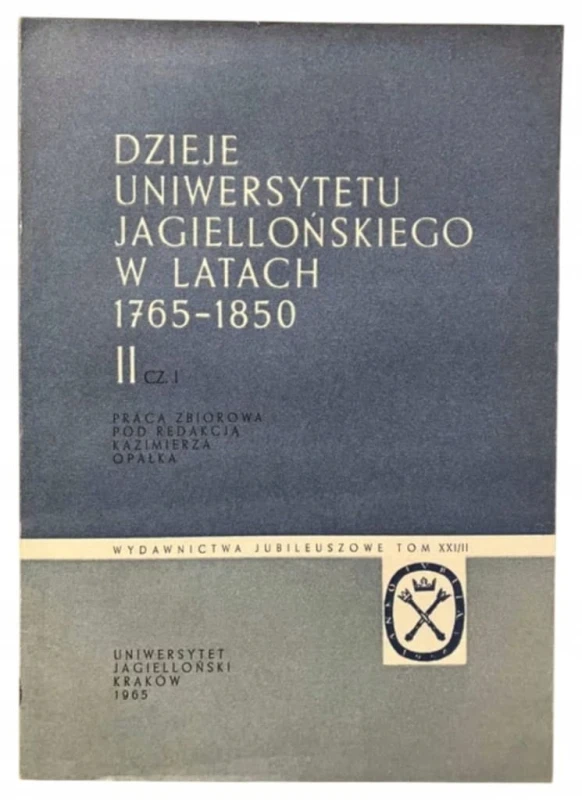 DZIEJE
UNIWERSYTETU
JAGIELLOŃSKIEGO
W LATACH
1765-1850
II CZ. I
PRACA ZBIOROWA
POD REDAKCJĄ
KAZIMIERZA
OPAŁKA
WYDAWNICTWA JUBILEUSZOWE TOM XXI/II
UNIWERSYTET
JAGIELLOŃSKI
KRAKÓW
1965